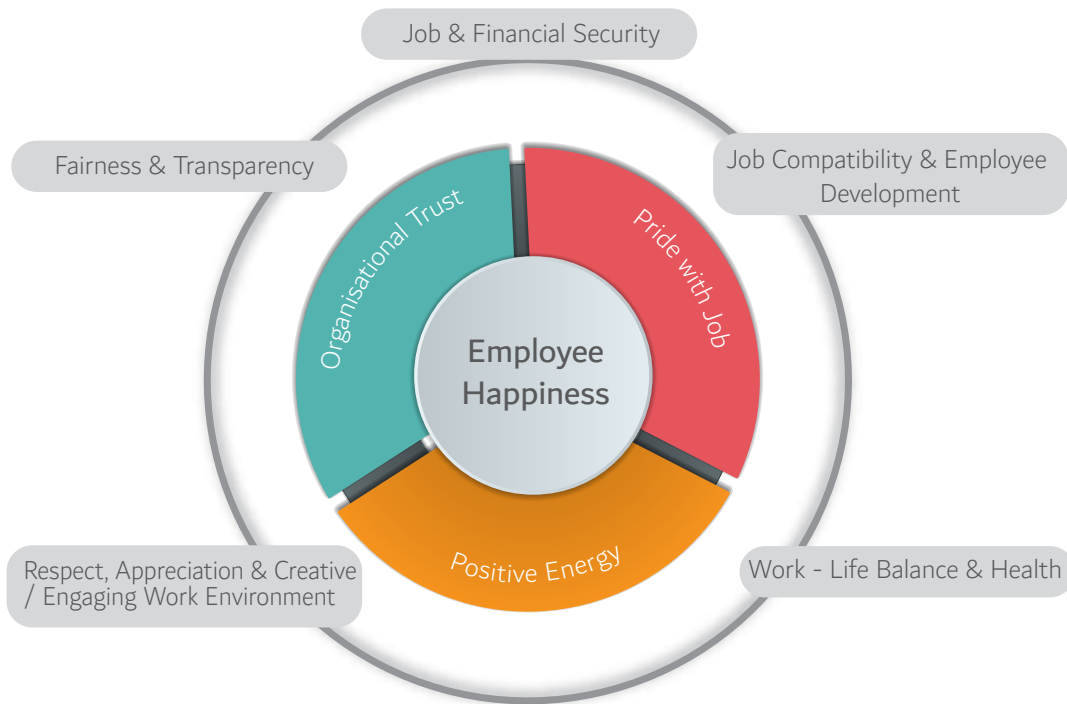 Job & Financial Security
Fairness & Transparency
Job Compatibility & Employee
Development
Organisational Trust
Pride with Job
Employee
Happiness
Positive Energy
Respect, Appreciation & Creative
/ Engaging Work Environment
Work - Life Balance & Health